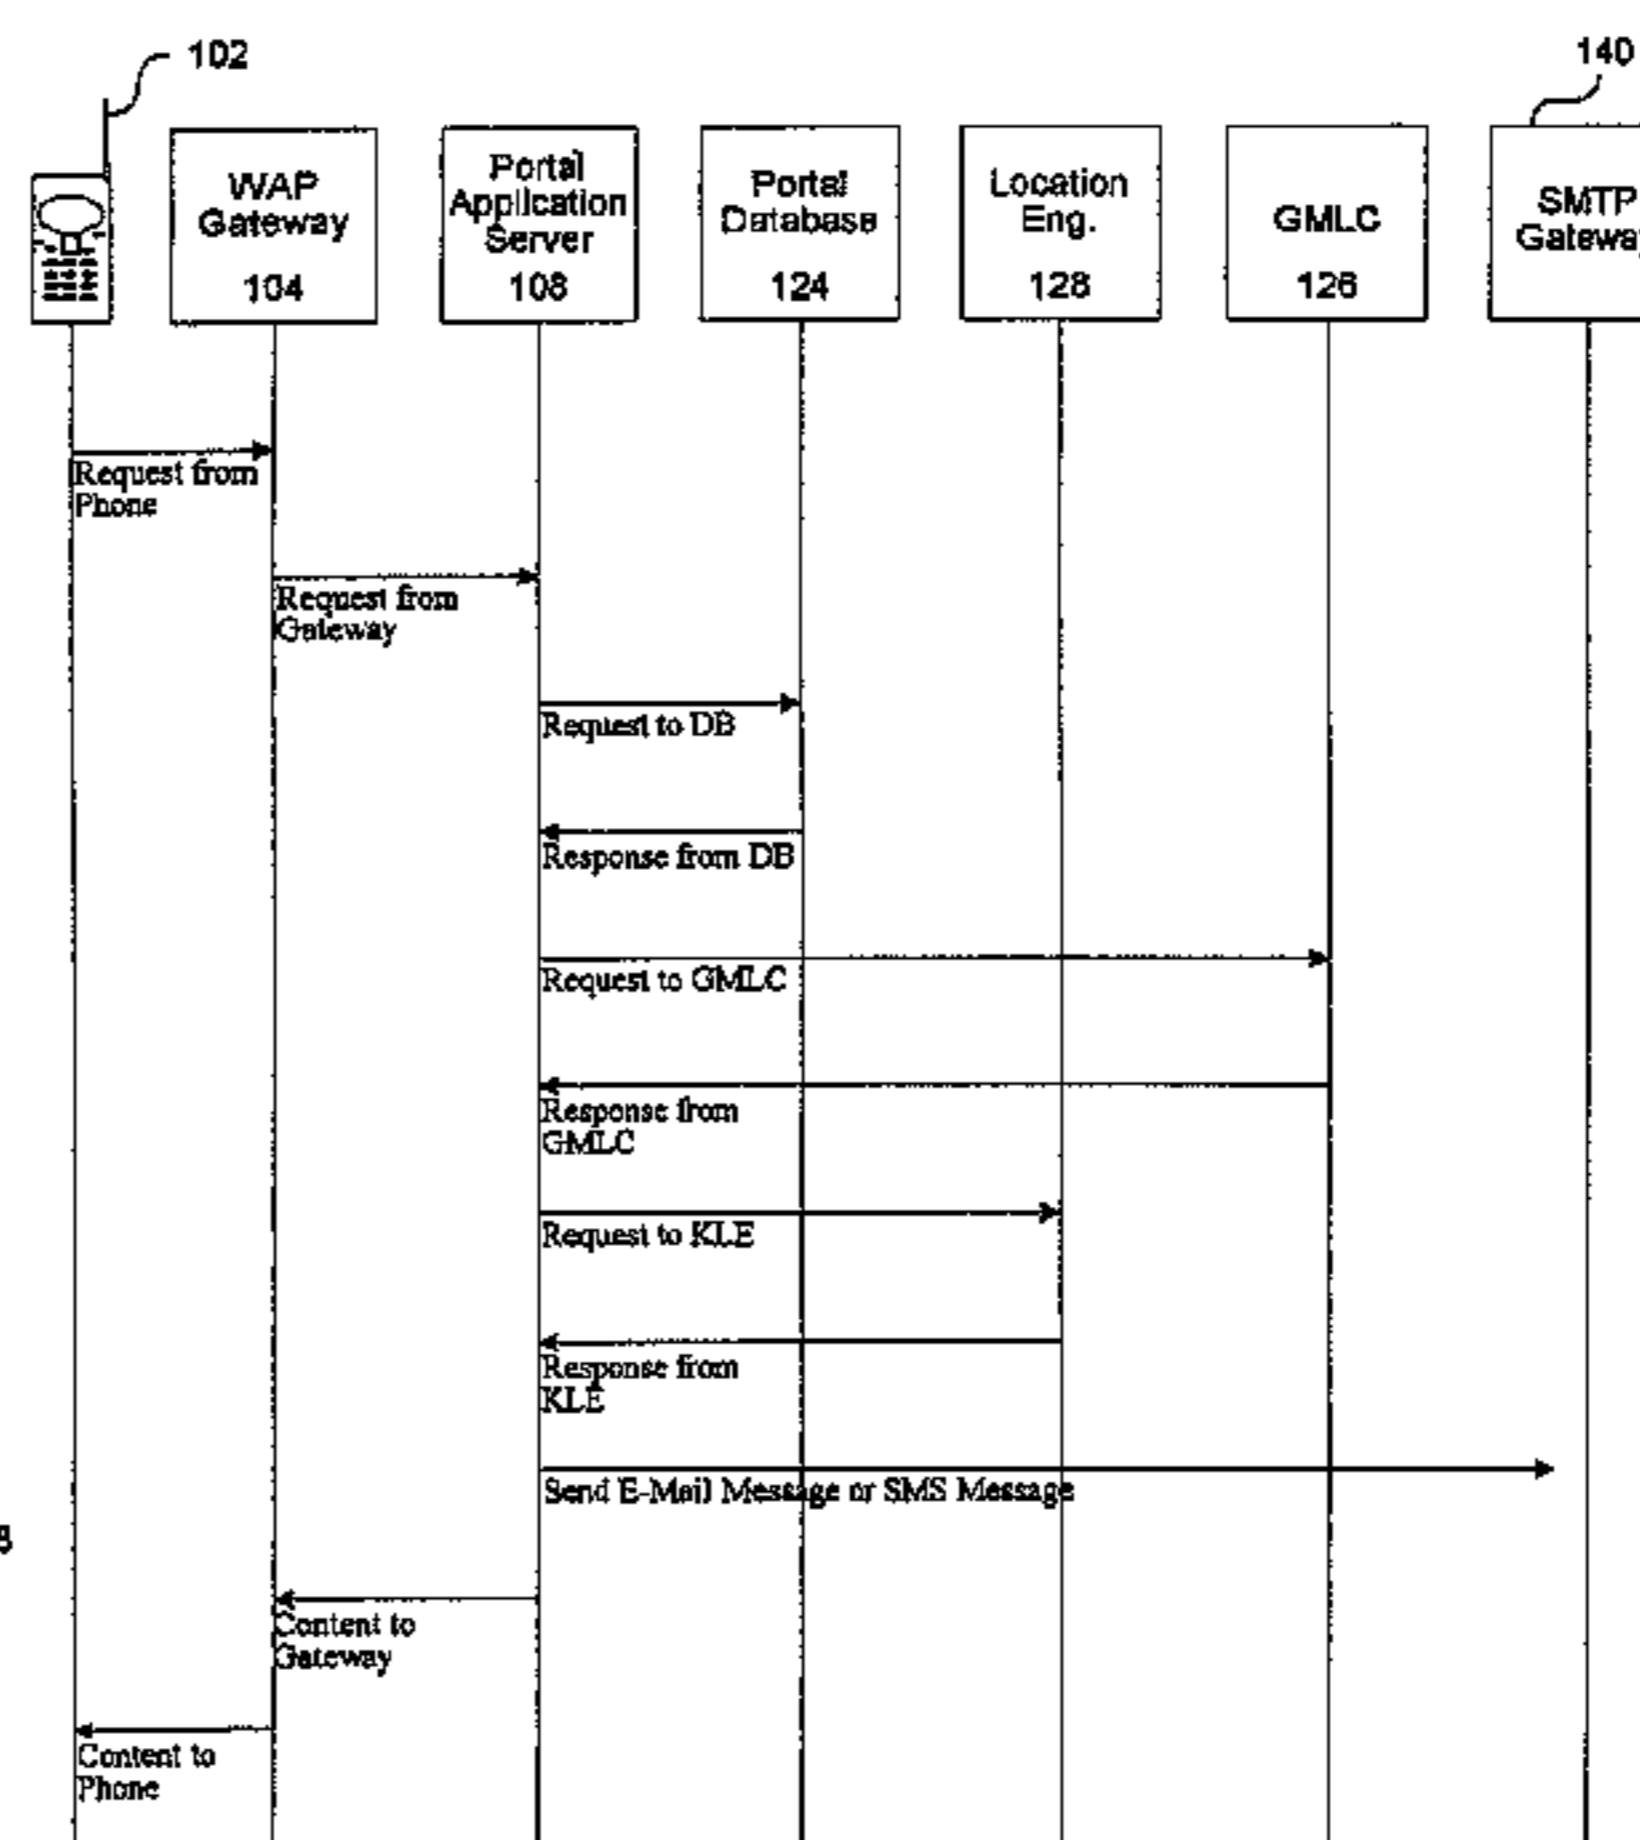 102
140
WAP
Gateway
104
Portal
Application
Server
108
Portal
Database
124
Location
Eng.
128
GMLC
126
SMTP
Gateway
Request from
Phone
Request from
Gateway
Request to DB
Response from DB
Request to GMLC
Response from
GMLC
Request to KLE
Response from
KLE
Send E-Mail Message or SMS Message
Content to
Gateway
Content to
Phone